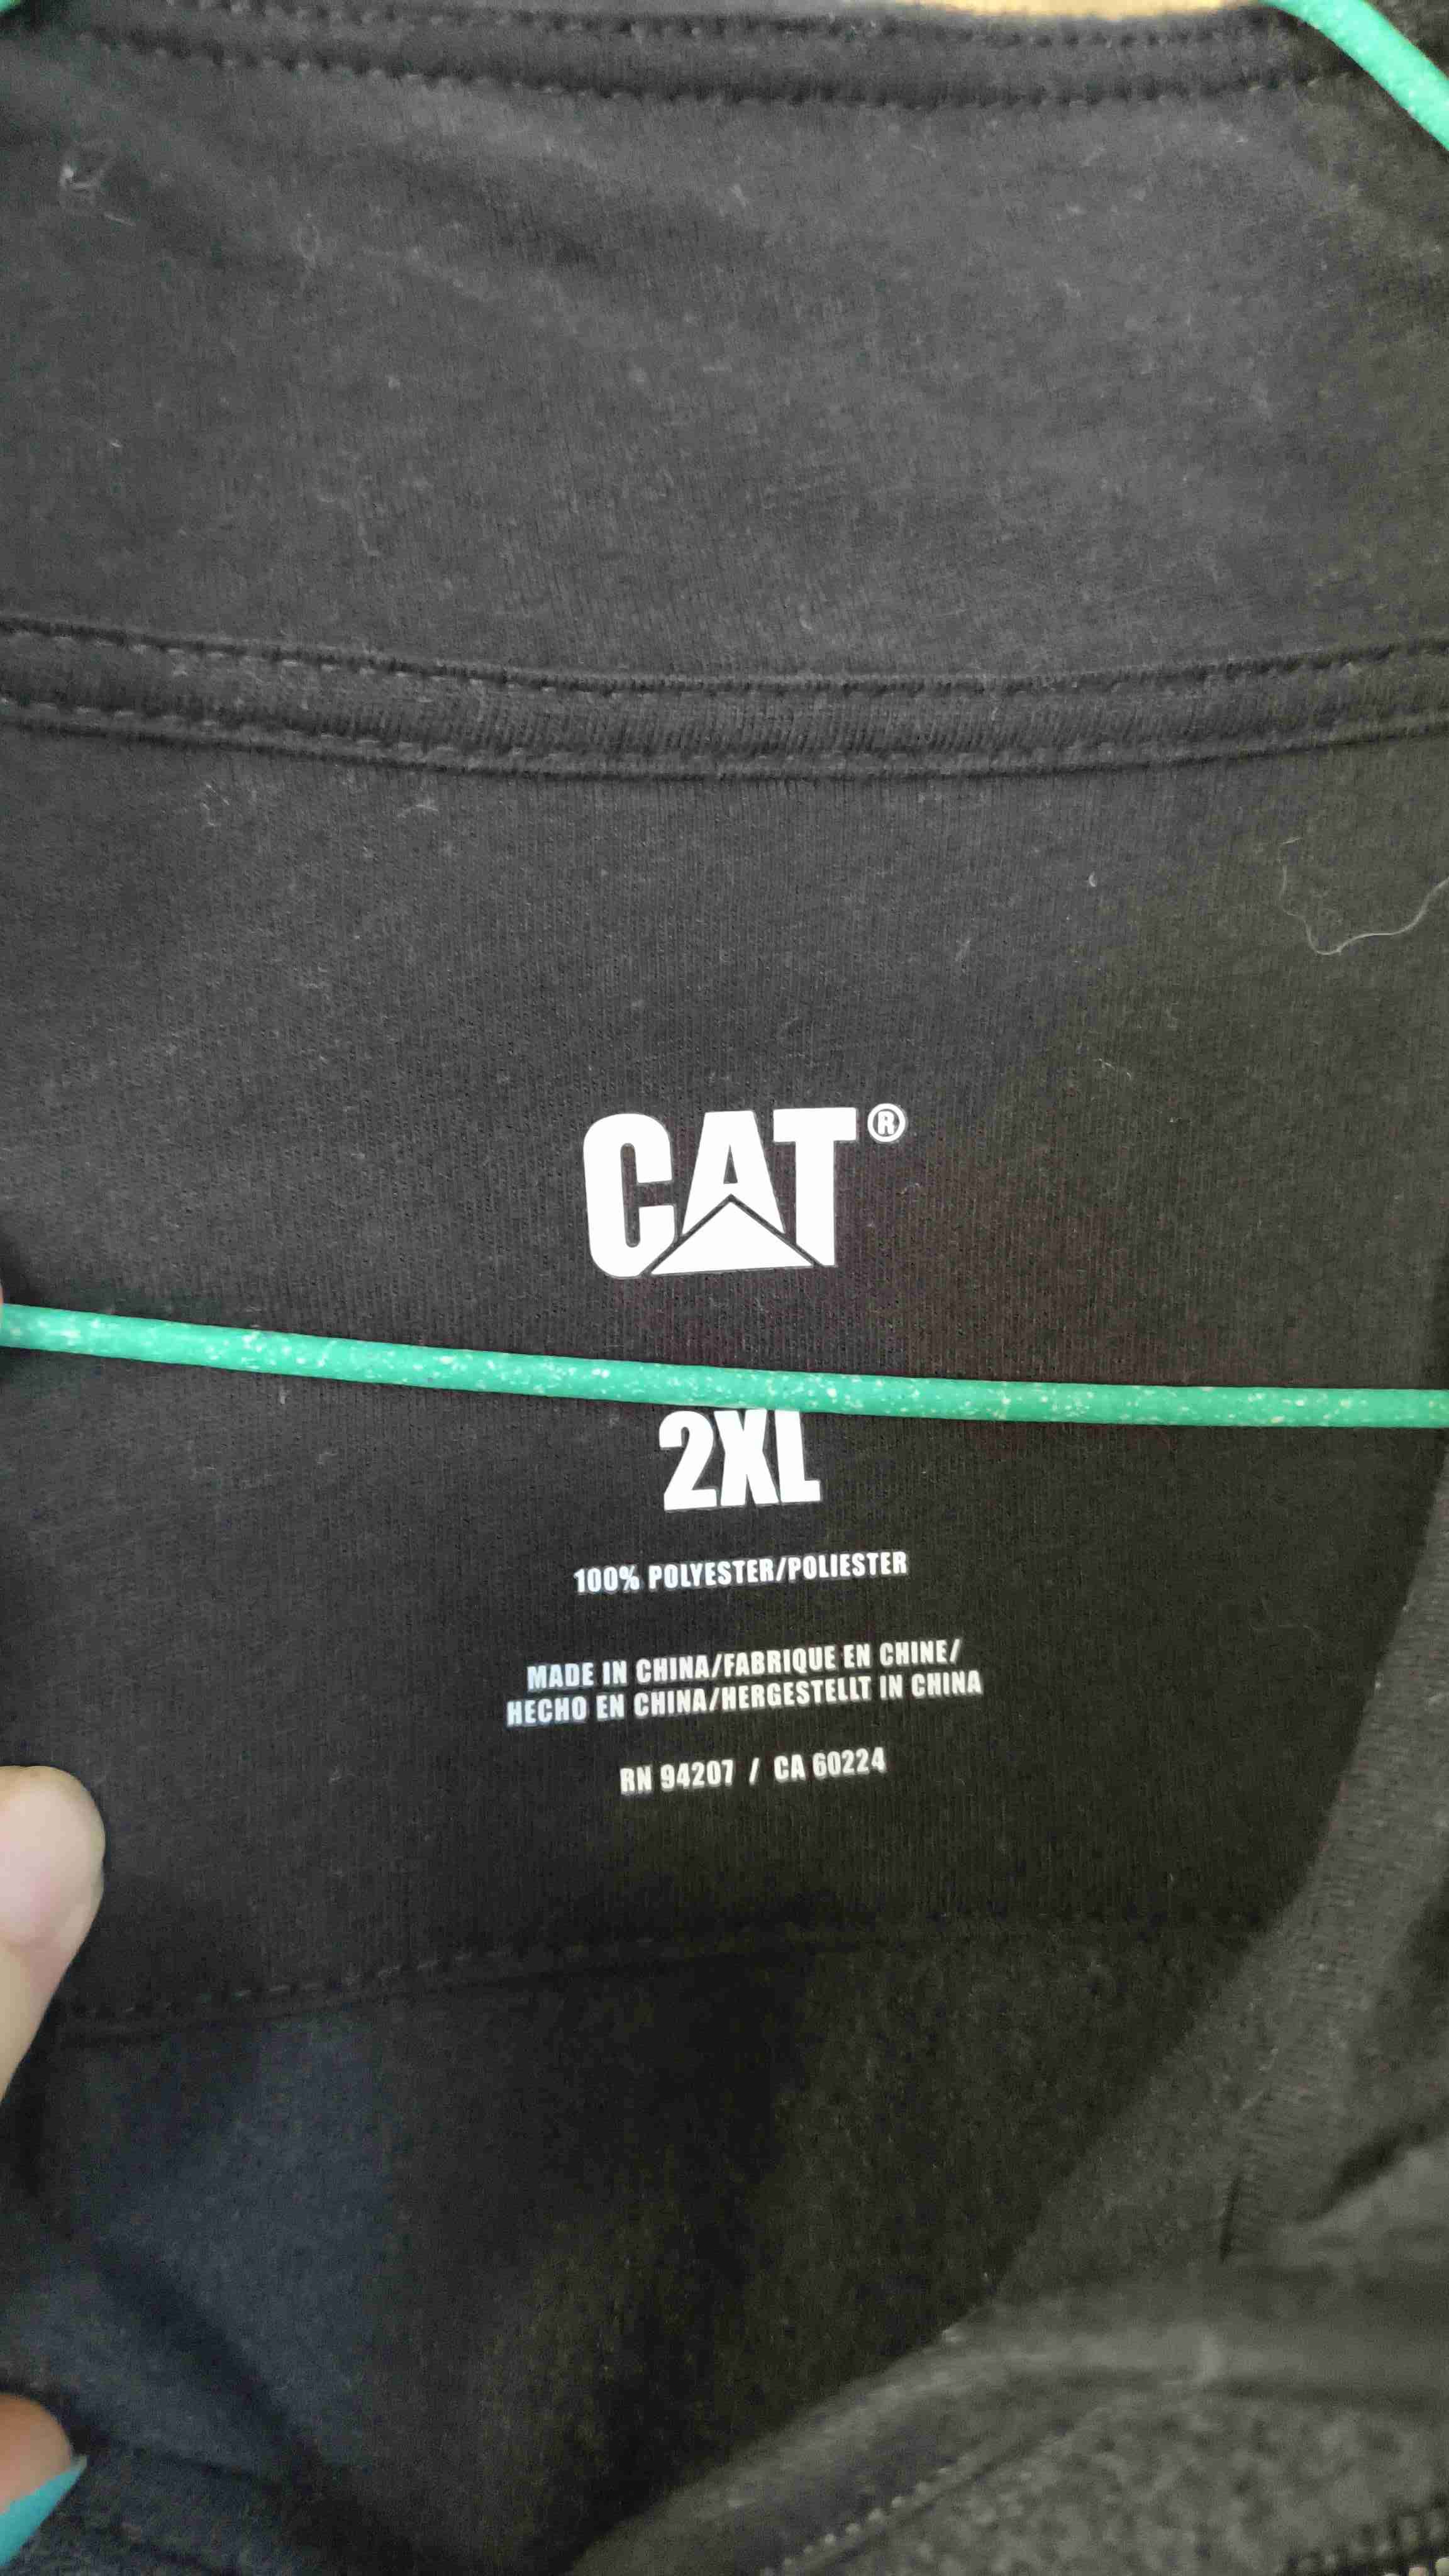 CAT®
2XL
100% POLYESTER/POLIESTER
MADE IN CHINA/FABRIQUE EN CHINE/
HECHO EN CHINA/HERGESTELLT IN CHINA
RN 94207 / CA 60224